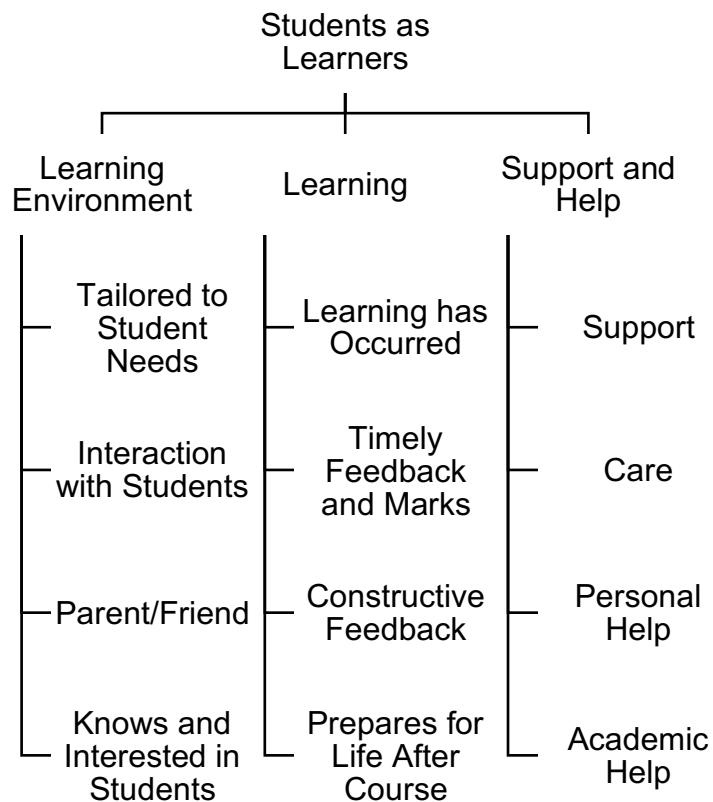 Students as
Learners
Learning
Environment
Learning
Support and
Help
Tailored to
Student
Needs
Learning has
Occurred
Support
Interaction
with Students
Timely
Feedback
and Marks
Care
Parent/Friend
Constructive
Feedback
Personal
Help
Knows and
Interested in
Students
Prepares for
Life After
Course
Academic
Help